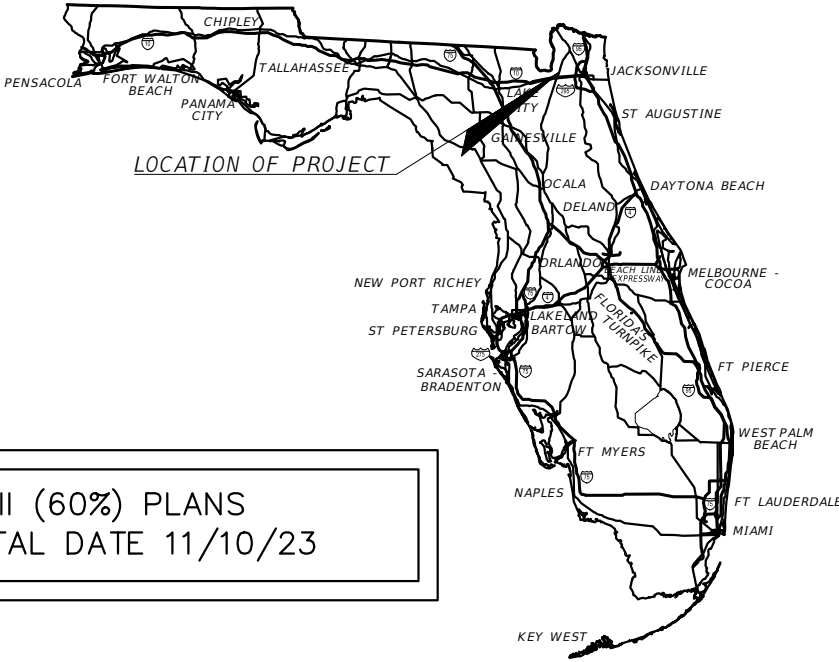 CHIPLEY
PENSACOLA
FORT WALTON
BEACH
PANAMA
CITY
TALLAHASSEE
LAKE
CITY
JACKSONVILLE
ST AUGUSTINE
GAINESVILLE
LOCATION OF PROJECT
OCALA
DELAND
DAYTONA BEACH
ORLANDO
BEACH LINE
EXPRESSWAY
MELBOURNE -
COCOA
NEW PORT RICHEY
TAMPA
ST PETERSBURG
LAKELAND
BARTOW
FLORIDA'S
TURNPIKE
SARASOTA -
BRADENTON
FT PIERCE
WEST PALM
BEACH
FT MYERS
NAPLES
FT LAUDERDALE
MIAMI
KEY WEST
II (60%) PLANS
TAL DATE 11/10/23